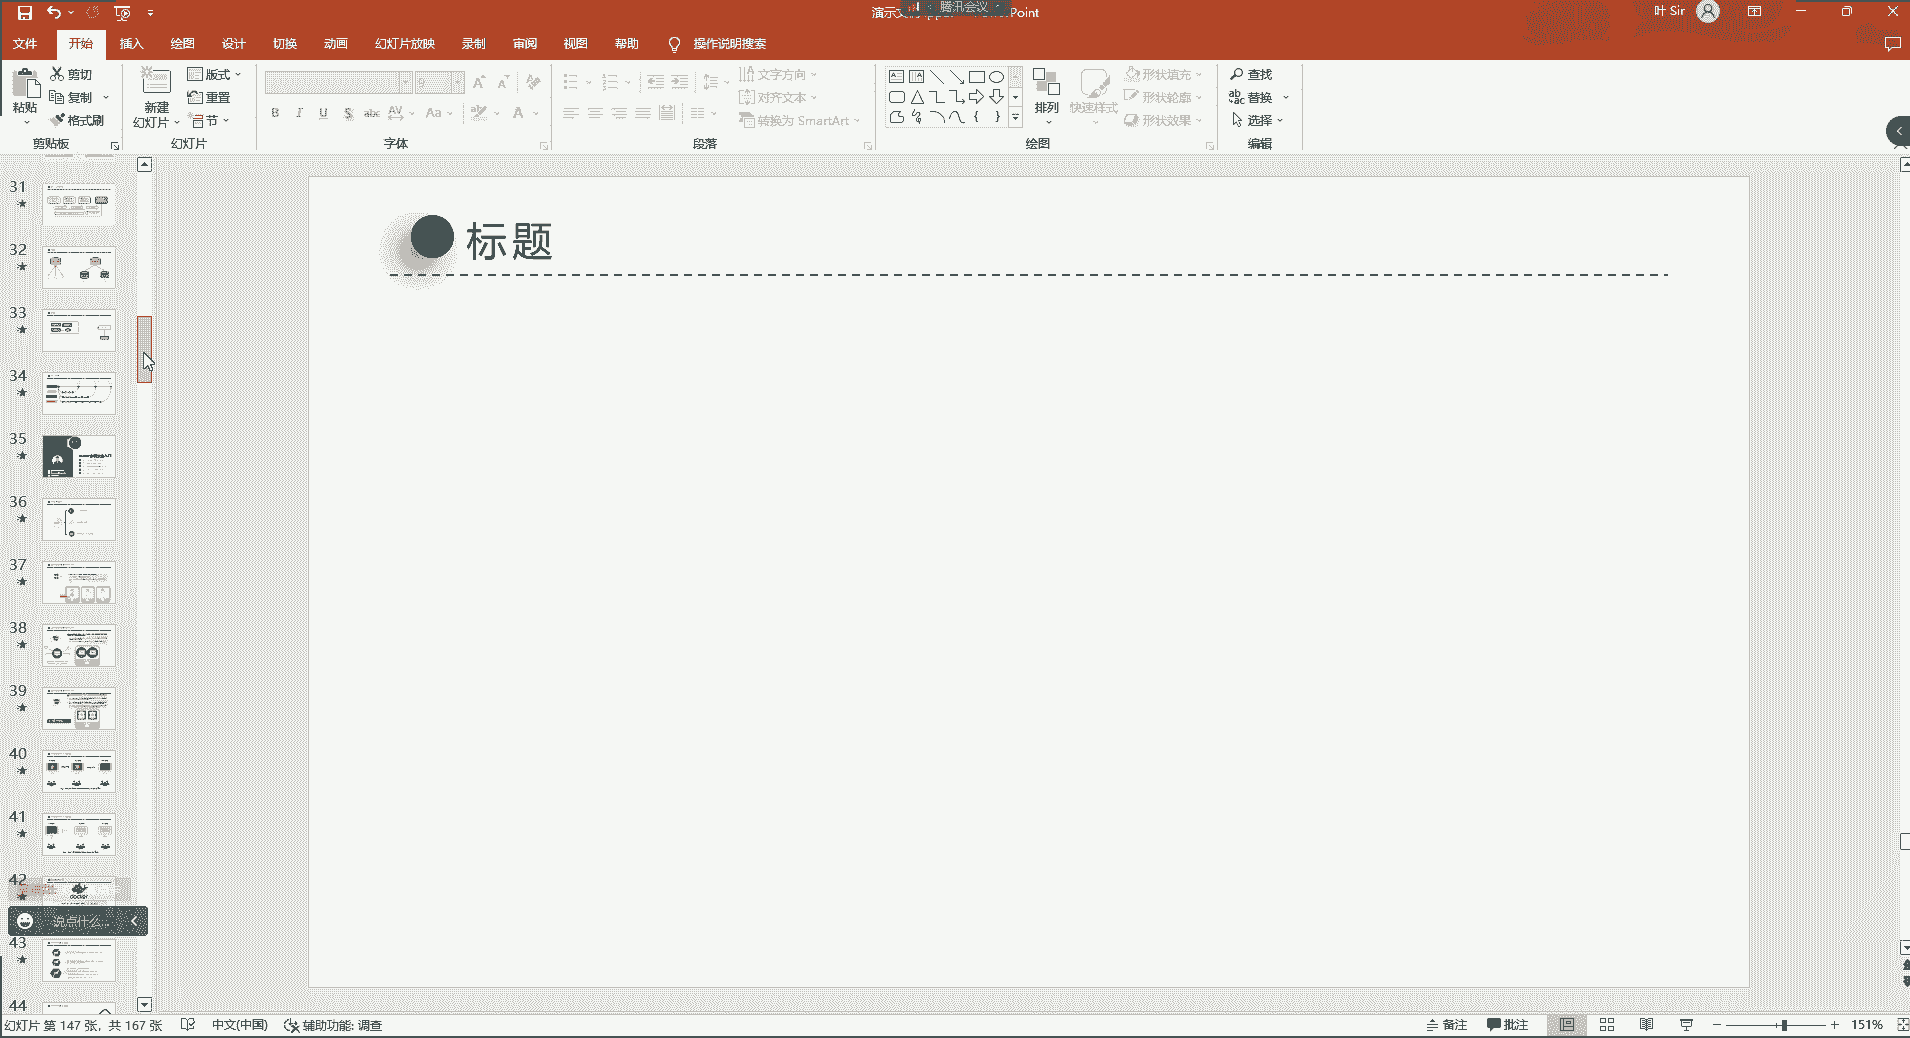 腾讯会议
叶 Sir
文件 开始 插入 绘图 设计 切换 动画 幻灯片放映 录制 审阅 视图 帮助 操作说明搜索
粘贴
剪切
复制
格式刷
剪贴板
新建
幻灯片
版式
重置
节
幻灯片
B I U S abc AV Aa A
字体
文字方向
对齐文本
转换为 SmartArt
段落
排列
快速样式
形状填充
形状轮廓
形状效果
绘图
查找
替换
选择
编辑
标题
31
32
33
34
35
36
37
38
39
40
41
42
docker
说点什么...
43
44
幻灯片 第 147 张，共 167 张 中文(中国) 辅助功能: 调查
备注 批注 151%